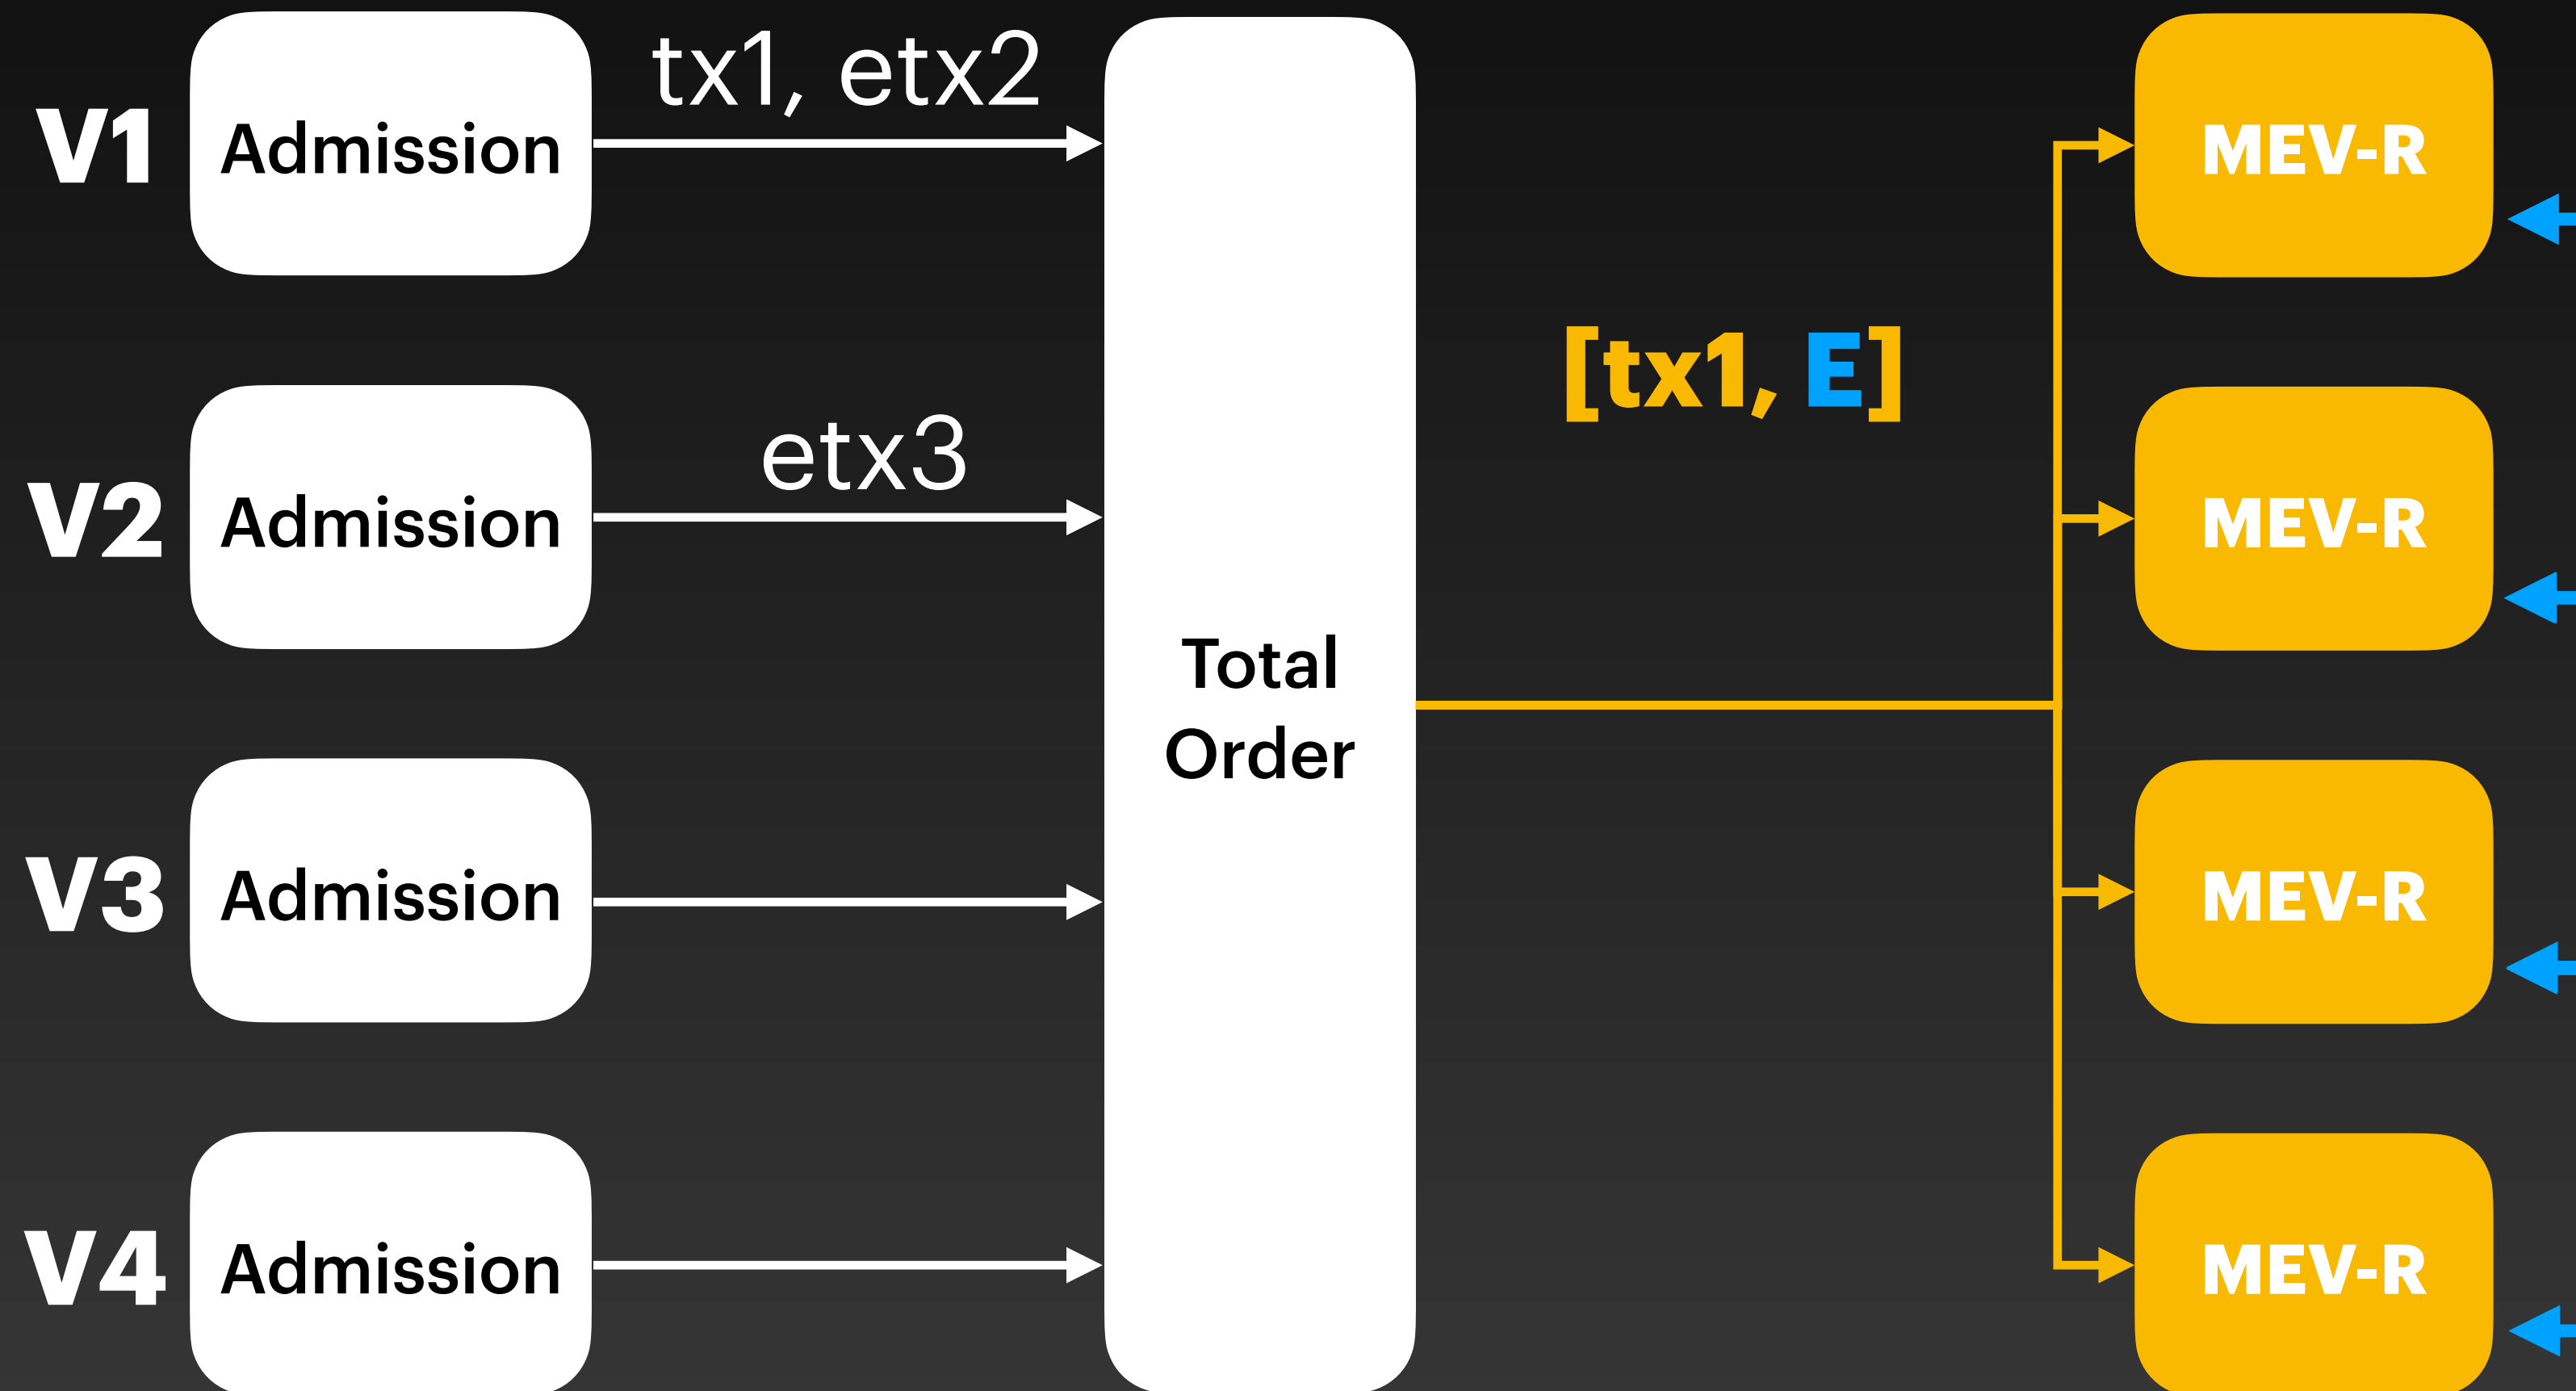 V1
Admission
tx1, etx2
MEV-R
[tx1, E]
V2
Admission
etx3
MEV-R
Total
Order
V3
Admission
MEV-R
V4
Admission
MEV-R